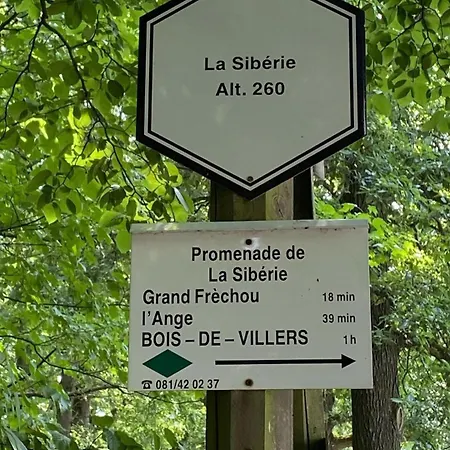 La Sibérie
Alt. 260
Promenade de
La Sibérie
Grand Frèchou 18 min
l'Ange 39 min
BOIS – DE – VILLERS 1 h
☎ 081/42 02 37